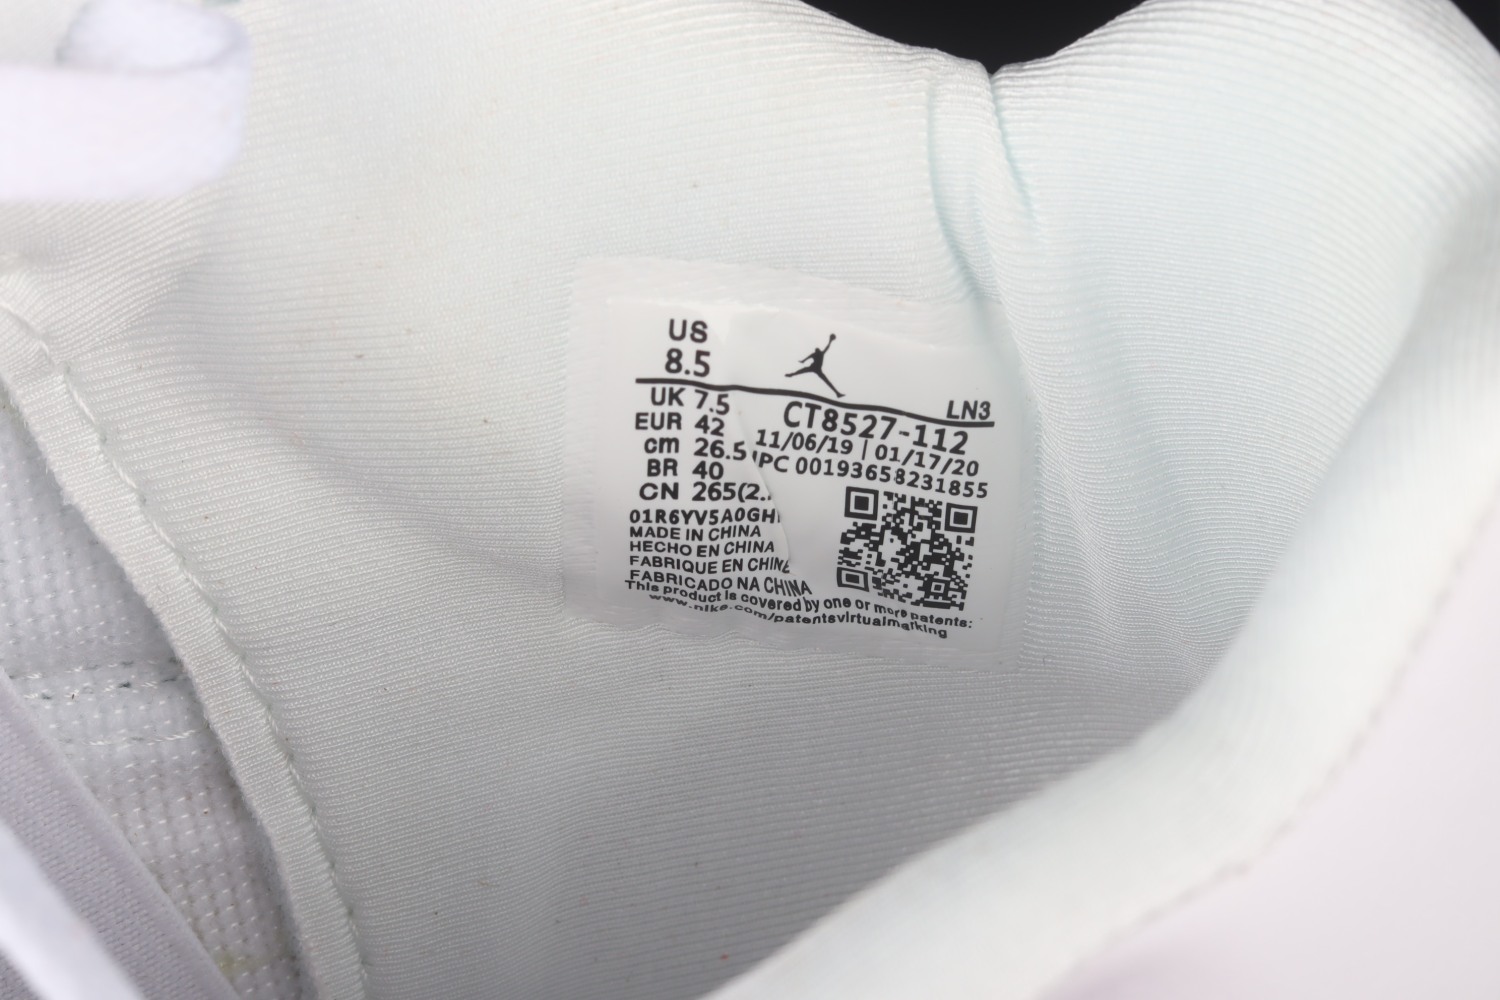 US
8.5
LN3
UK 7.5
EUR 42
cm 26.5
BR 40
CN 265(2.
CT8527-112
11/06/19 | 01/17/20
PC 00193658231855
01R6YV5A0GH
MADE IN CHINA
HECHO EN CHINA
FABRIQUE EN CHINE
FABRICADO NA CHINA
This product is covered by one or more patents:
www.nike.com/patentsvirtualmarking